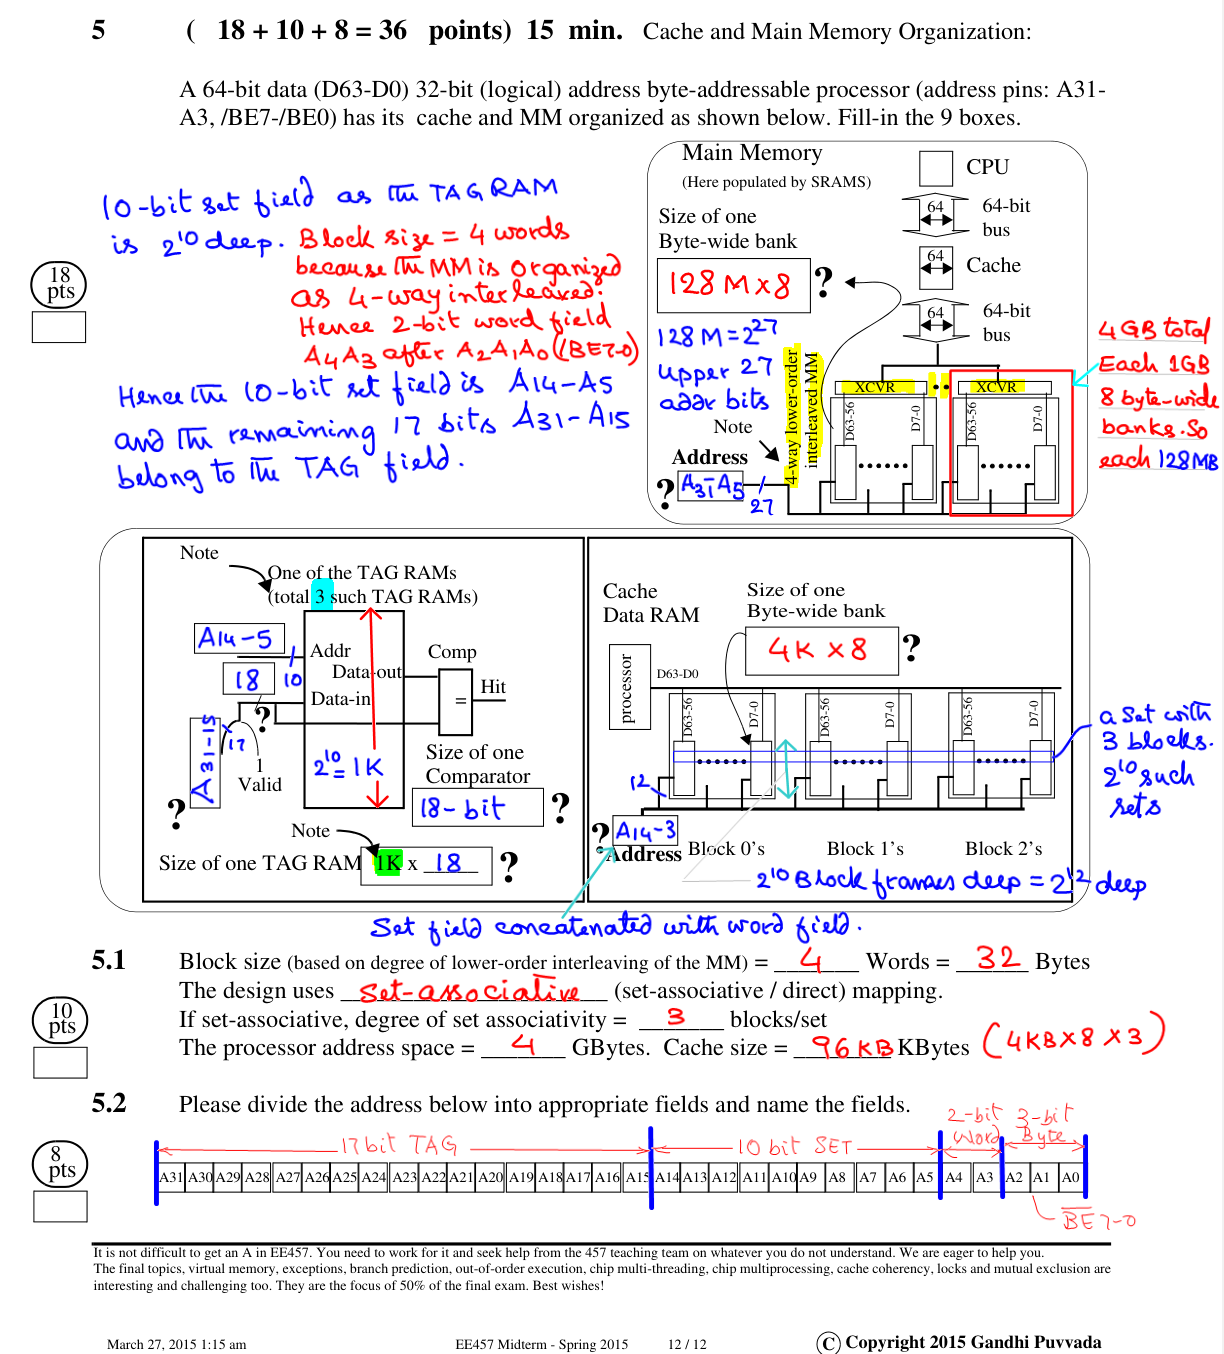 5 ( 18 + 10 + 8 = 36 points) 15 min. Cache and Main Memory Organization:
A 64-bit data (D63-D0) 32-bit (logical) address byte-addressable processor (address pins: A31-
A3, /BE7-/BE0) has its cache and MM organized as shown below. Fill-in the 9 boxes.
18
pts
10-bit set field as the TAG RAM
is 2^10 deep. Block size = 4 words
because the MM is organized
as 4-way interleaved.
Hence 2-bit word field
A4A3 after A2A1A0 (BE7-0)
Hence the 10-bit set field is A14-A5
and the remaining 17 bits A31-A15
belong to the TAG field.
Main Memory
(Here populated by SRAMS)
Size of one
Byte-wide bank
128 M x 8 ?
128 M = 2^27
upper 27
addr bits
Note
Address
? A31-A5
27
4-way lower-order
interleaved MM
CPU
64
64-bit
bus
64
Cache
64
64-bit
bus
XCVR
XCVR
D63-56
D7-0
D63-56
D7-0
4 GB total
Each 1GB
8 byte-wide
banks. So
each 128MB
Note
One of the TAG RAMs
(total 3 such TAG RAMs)
A14-5
Addr
10
18
Data-out
Data-in
?
A31-15
17
1
Valid
?
2^10 = 1K
Comp
=
Hit
Size of one
Comparator
18-bit ?
Note
Size of one TAG RAM 1K x 18 ?
Cache
Data RAM
Size of one
Byte-wide bank
4K x 8 ?
processor
D63-D0
D63-56
D7-0
D63-56
D7-0
D63-56
D7-0
12
? A14-3
Address
Block 0's
Block 1's
Block 2's
2^10 Block frames deep = 2^12 deep
a set with
3 blocks.
2^10 such
sets
Set field concatenated with word field.
5.1 Block size (based on degree of lower-order interleaving of the MM) = 4 Words = 32 Bytes
The design uses set-associative (set-associative / direct) mapping.
If set-associative, degree of set associativity = 3 blocks/set
The processor address space = 4 GBytes. Cache size = 96 KB KBytes (4KB x 8 x 3)
10
pts
5.2 Please divide the address below into appropriate fields and name the fields.
8
pts
17 bit TAG
10 bit SET
2-bit Word
3-bit Byte
A31 A30 A29 A28 A27 A26 A25 A24 A23 A22 A21 A20 A19 A18 A17 A16 A15 A14 A13 A12 A11 A10 A9 A8 A7 A6 A5 A4 A3 A2 A1 A0
BE7-0
It is not difficult to get an A in EE457. You need to work for it and seek help from the 457 teaching team on whatever you do not understand. We are eager to help you.
The final topics, virtual memory, exceptions, branch prediction, out-of-order execution, chip multi-threading, chip multiprocessing, cache coherency, locks and mutual exclusion are
interesting and challenging too. They are the focus of 50% of the final exam. Best wishes!
March 27, 2015 1:15 am EE457 Midterm - Spring 2015 12 / 12 © Copyright 2015 Gandhi Puvvada